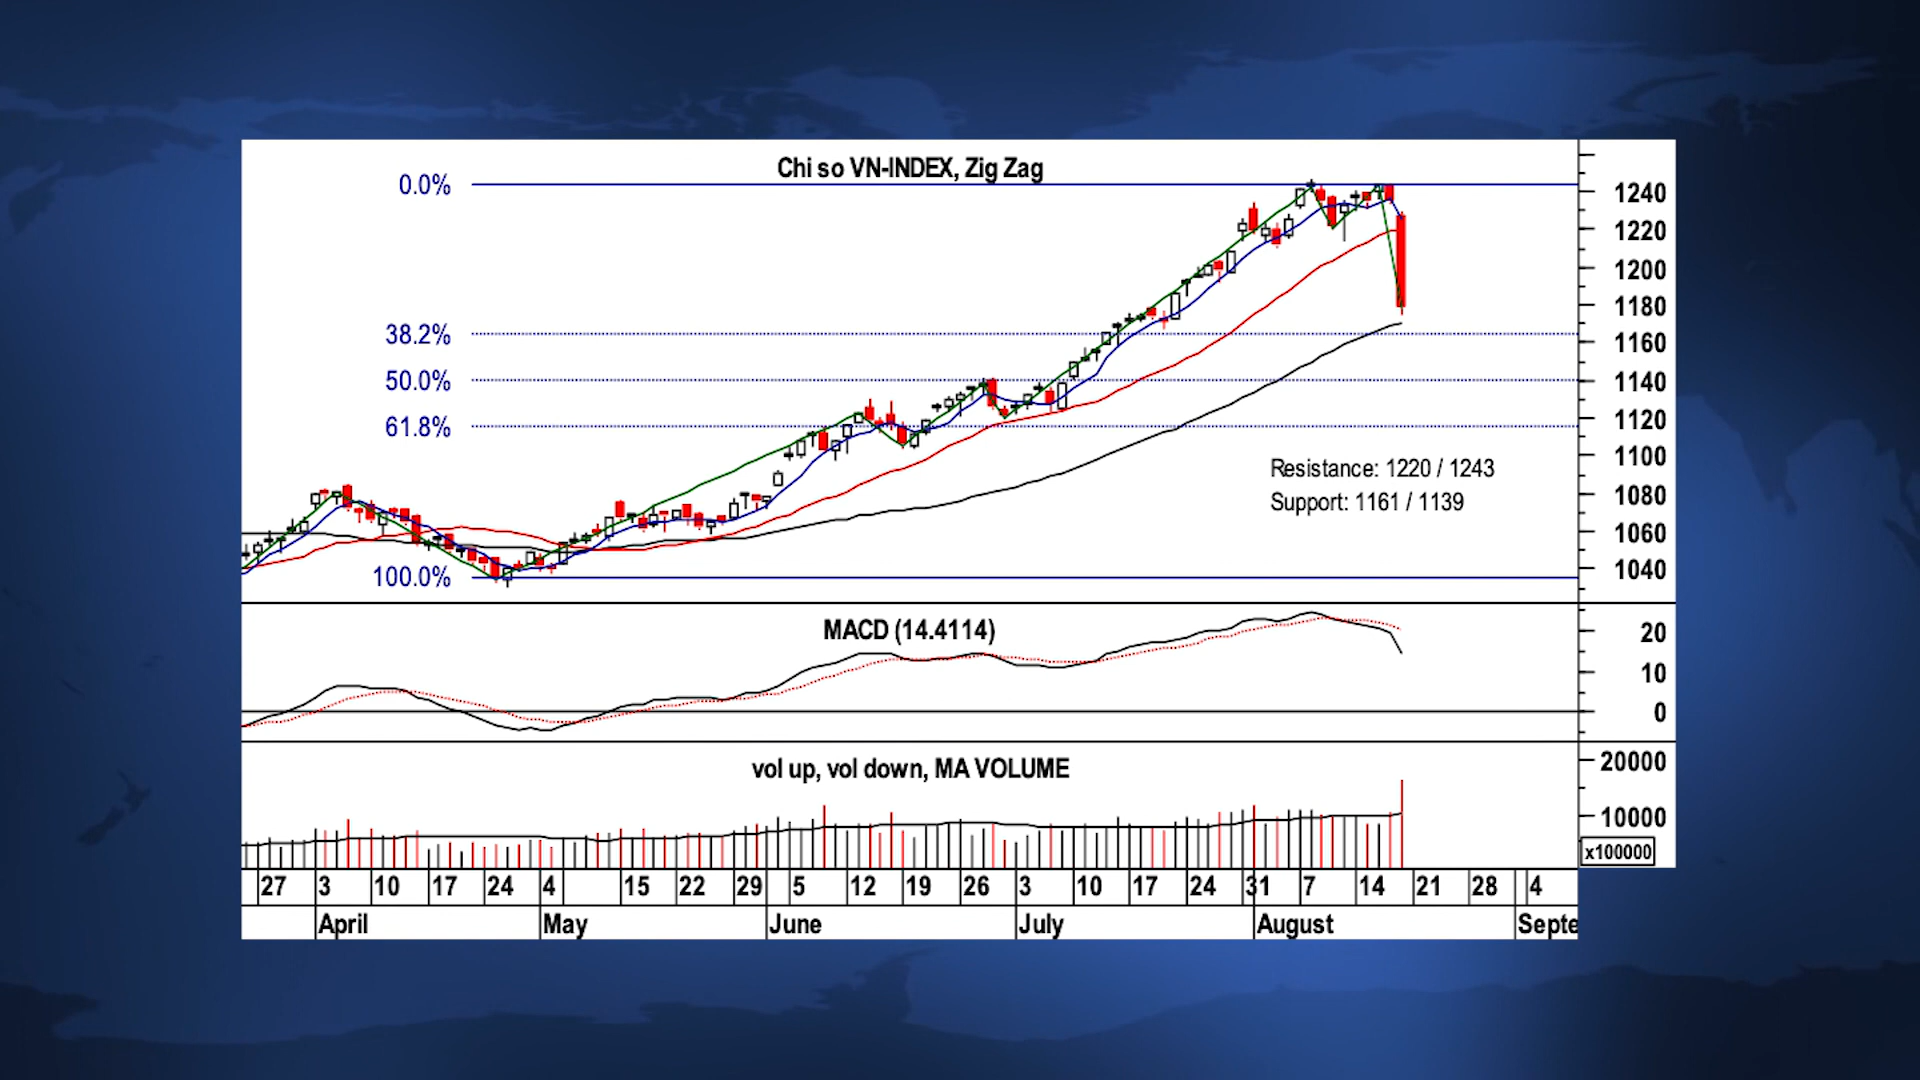 Chi so VN-INDEX, Zig Zag
0.0%
38.2%
50.0%
61.8%
100.0%
Resistance: 1220 / 1243
Support: 1161 / 1139
1240
1220
1200
1180
1160
1140
1120
1100
1080
1060
1040
MACD (14.4114)
20
10
0
vol up, vol down, MA VOLUME
20000
10000
x100000
27 3 10 17 24 4 15 22 29 5 12 19 26 3 10 17 24 31 7 14 21 28 4
April May June July August Septe